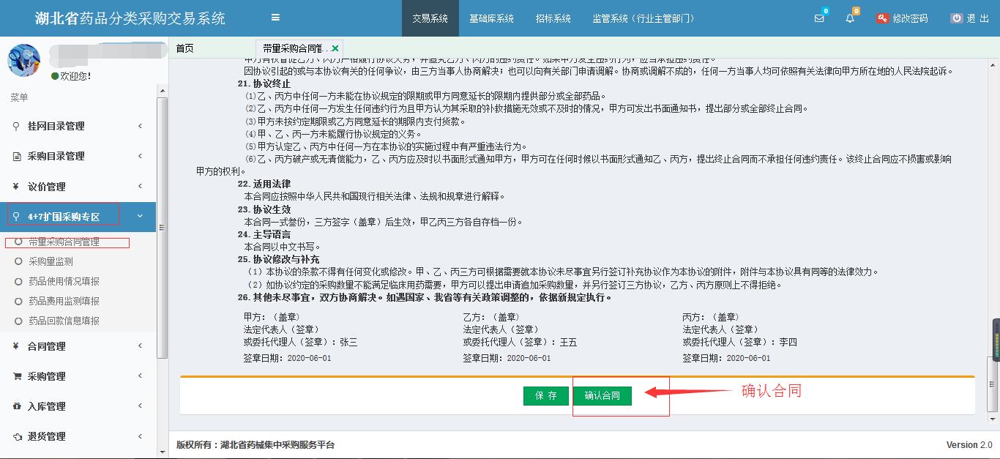 湖北省药品分类采购交易系统
交易系统
基础库系统
招标系统
监管系统（行业主管部门）
0
0
修改密码
退 出
欢迎您!
菜单
挂网目录管理
采购目录管理
¥ 议价管理
4+7扩围采购专区
带量采购合同管理
采购量监测
药品使用情况填报
药品费用监测填报
药品回款信息填报
¥ 合同管理
采购管理
入库管理
退货管理
首页
带量采购合同管...
因协议引起的或与本协议有关的任何争议，由三方当事人协商解决；也可以向有关部门申请调解。协商或调解不成的，任何一方当事人均可依照有关法律向甲方所在地的人民法院起诉。
21.协议终止
(1)乙、丙方中任何一方未能在协议规定的限期或甲方同意延长的限期内提供部分或全部药品。
(2)乙、丙方中任何一方发生任何违约行为且甲方认为其采取的补救措施无效或不及时的情况，甲方可发出书面通知书，提出部分或全部终止合同。
(3)甲方未按约定期限或乙方同意延长的期限内支付货款。
(4)甲、乙、丙一方未能履行协议规定的义务。
(5)甲方认定乙、丙方中任何一方在本协议的实施过程中有严重违法行为。
(6)乙、丙方破产或无清偿能力，乙、丙方应及时以书面形式通知甲方，甲方可在任何时候以书面形式通知乙、丙方，提出终止合同而不承担任何违约责任。该终止合同应不损害或影响
甲方的权利。
22.适用法律
本合同应按照中华人民共和国现行相关法律、法规和规章进行解释。
23.协议生效
本合同一式叁份，三方签字（盖章）后生效，甲乙丙三方各自存档一份。
24.主导语言
本合同以中文书写。
25.协议修改与补充
（1）本协议的条款不得有任何变化或修改。甲、乙、丙三方可根据需要就本协议未尽事宜另行签订补充协议作为本协议的附件，附件与本协议具有同等的法律效力。
（2）如协议约定的采购数量不能满足临床用药需要，甲方可以提出申请追加采购数量，并另行签订三方协议，乙方、丙方原则上不得拒绝。
26.其他未尽事宜，双方协商解决。如遇国家、我省等有关政策调整的，依据新规定执行。
甲方：（盖章）
法定代表人（签章）
或委托代理人（签章）：张三
签章日期：2020-06-01
乙方：（盖章）
法定代表人（签章）
或委托代理人（签章）：王五
签章日期：2020-06-01
丙方：（盖章）
法定代表人（签章）
或委托代理人（签章）：李四
签章日期：2020-06-01
保 存
确认合同
确认合同
版权所有：湖北省药械集中采购服务平台
Version 2.0